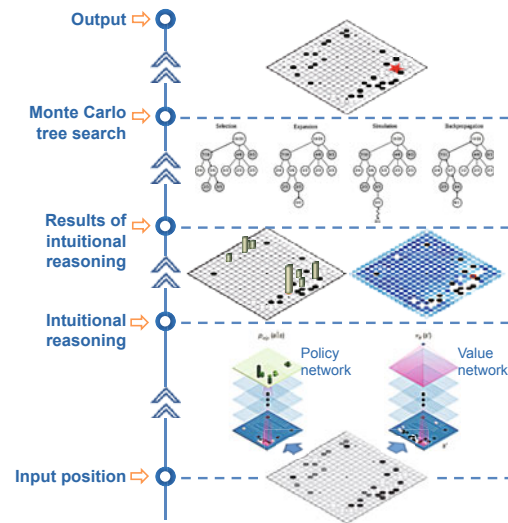 Output
Monte Carlo
tree search
Selection
Expansion
Simulation
Backpropagation
Results of
intuitional
reasoning
Intuitional
reasoning
Policy
network
Value
network
Input position